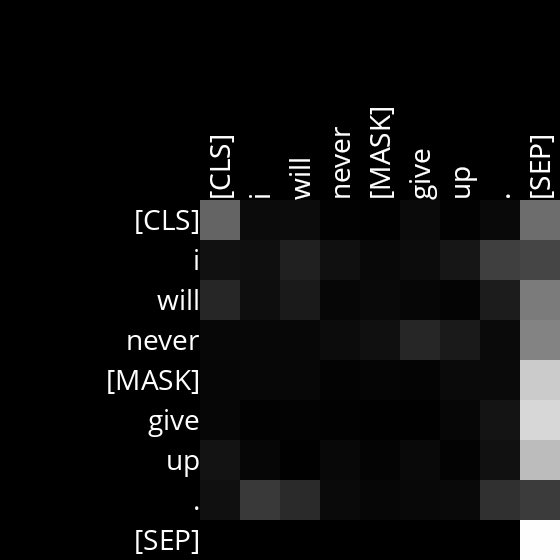 [CLS] i will never [MASK] give up . [SEP]
[CLS]
i
will
never
[MASK]
give
up
.
[SEP]